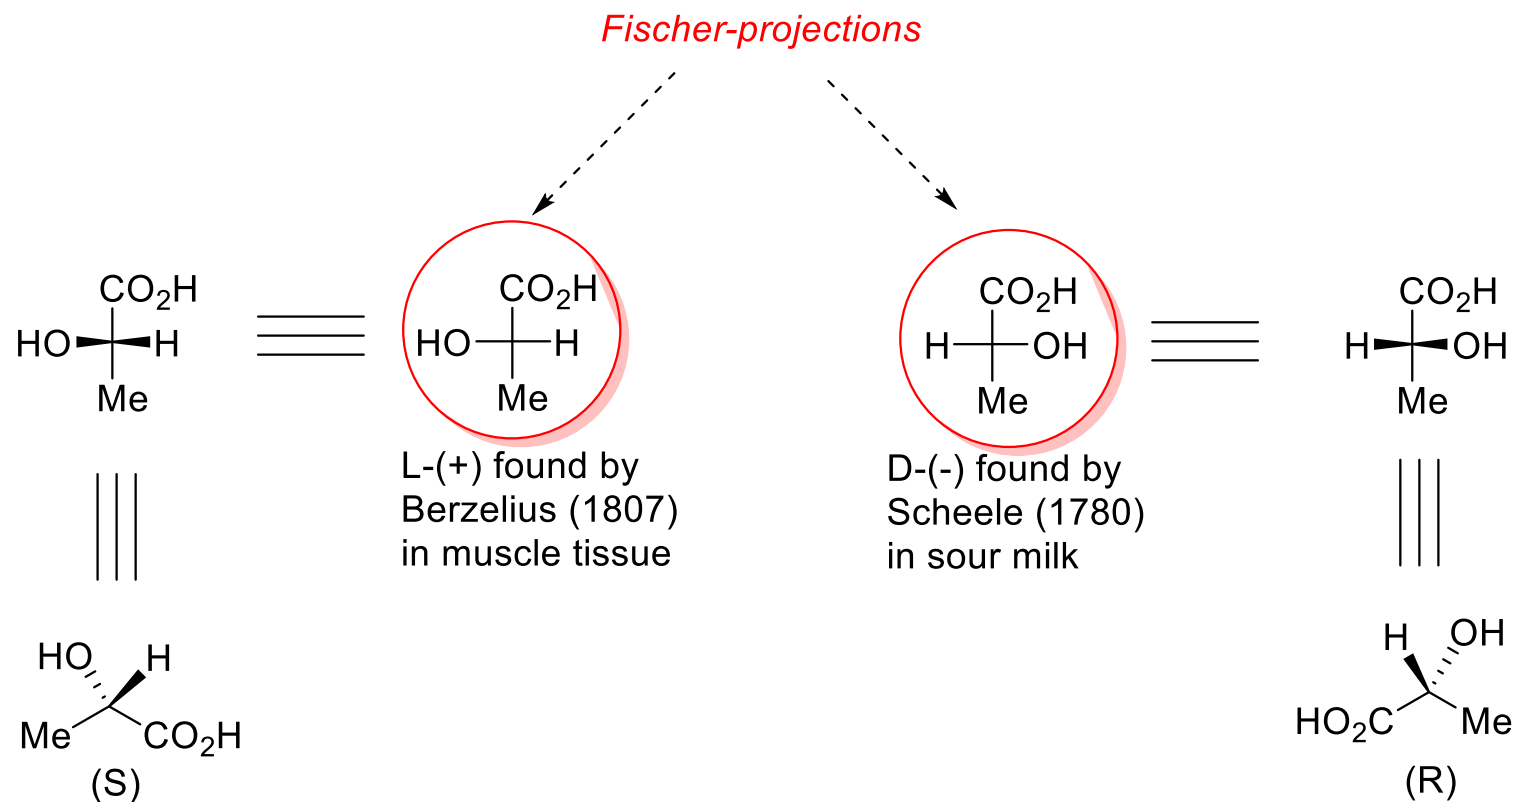 Fischer-projections
CO₂H
HO H
Me
CO₂H
HO H
Me
CO₂H
H OH
Me
CO₂H
H OH
Me
L-(+) found by
Berzelius (1807)
in muscle tissue
D-(-) found by
Scheele (1780)
in sour milk
HO H
Me CO₂H
(S)
H OH
HO₂C Me
(R)